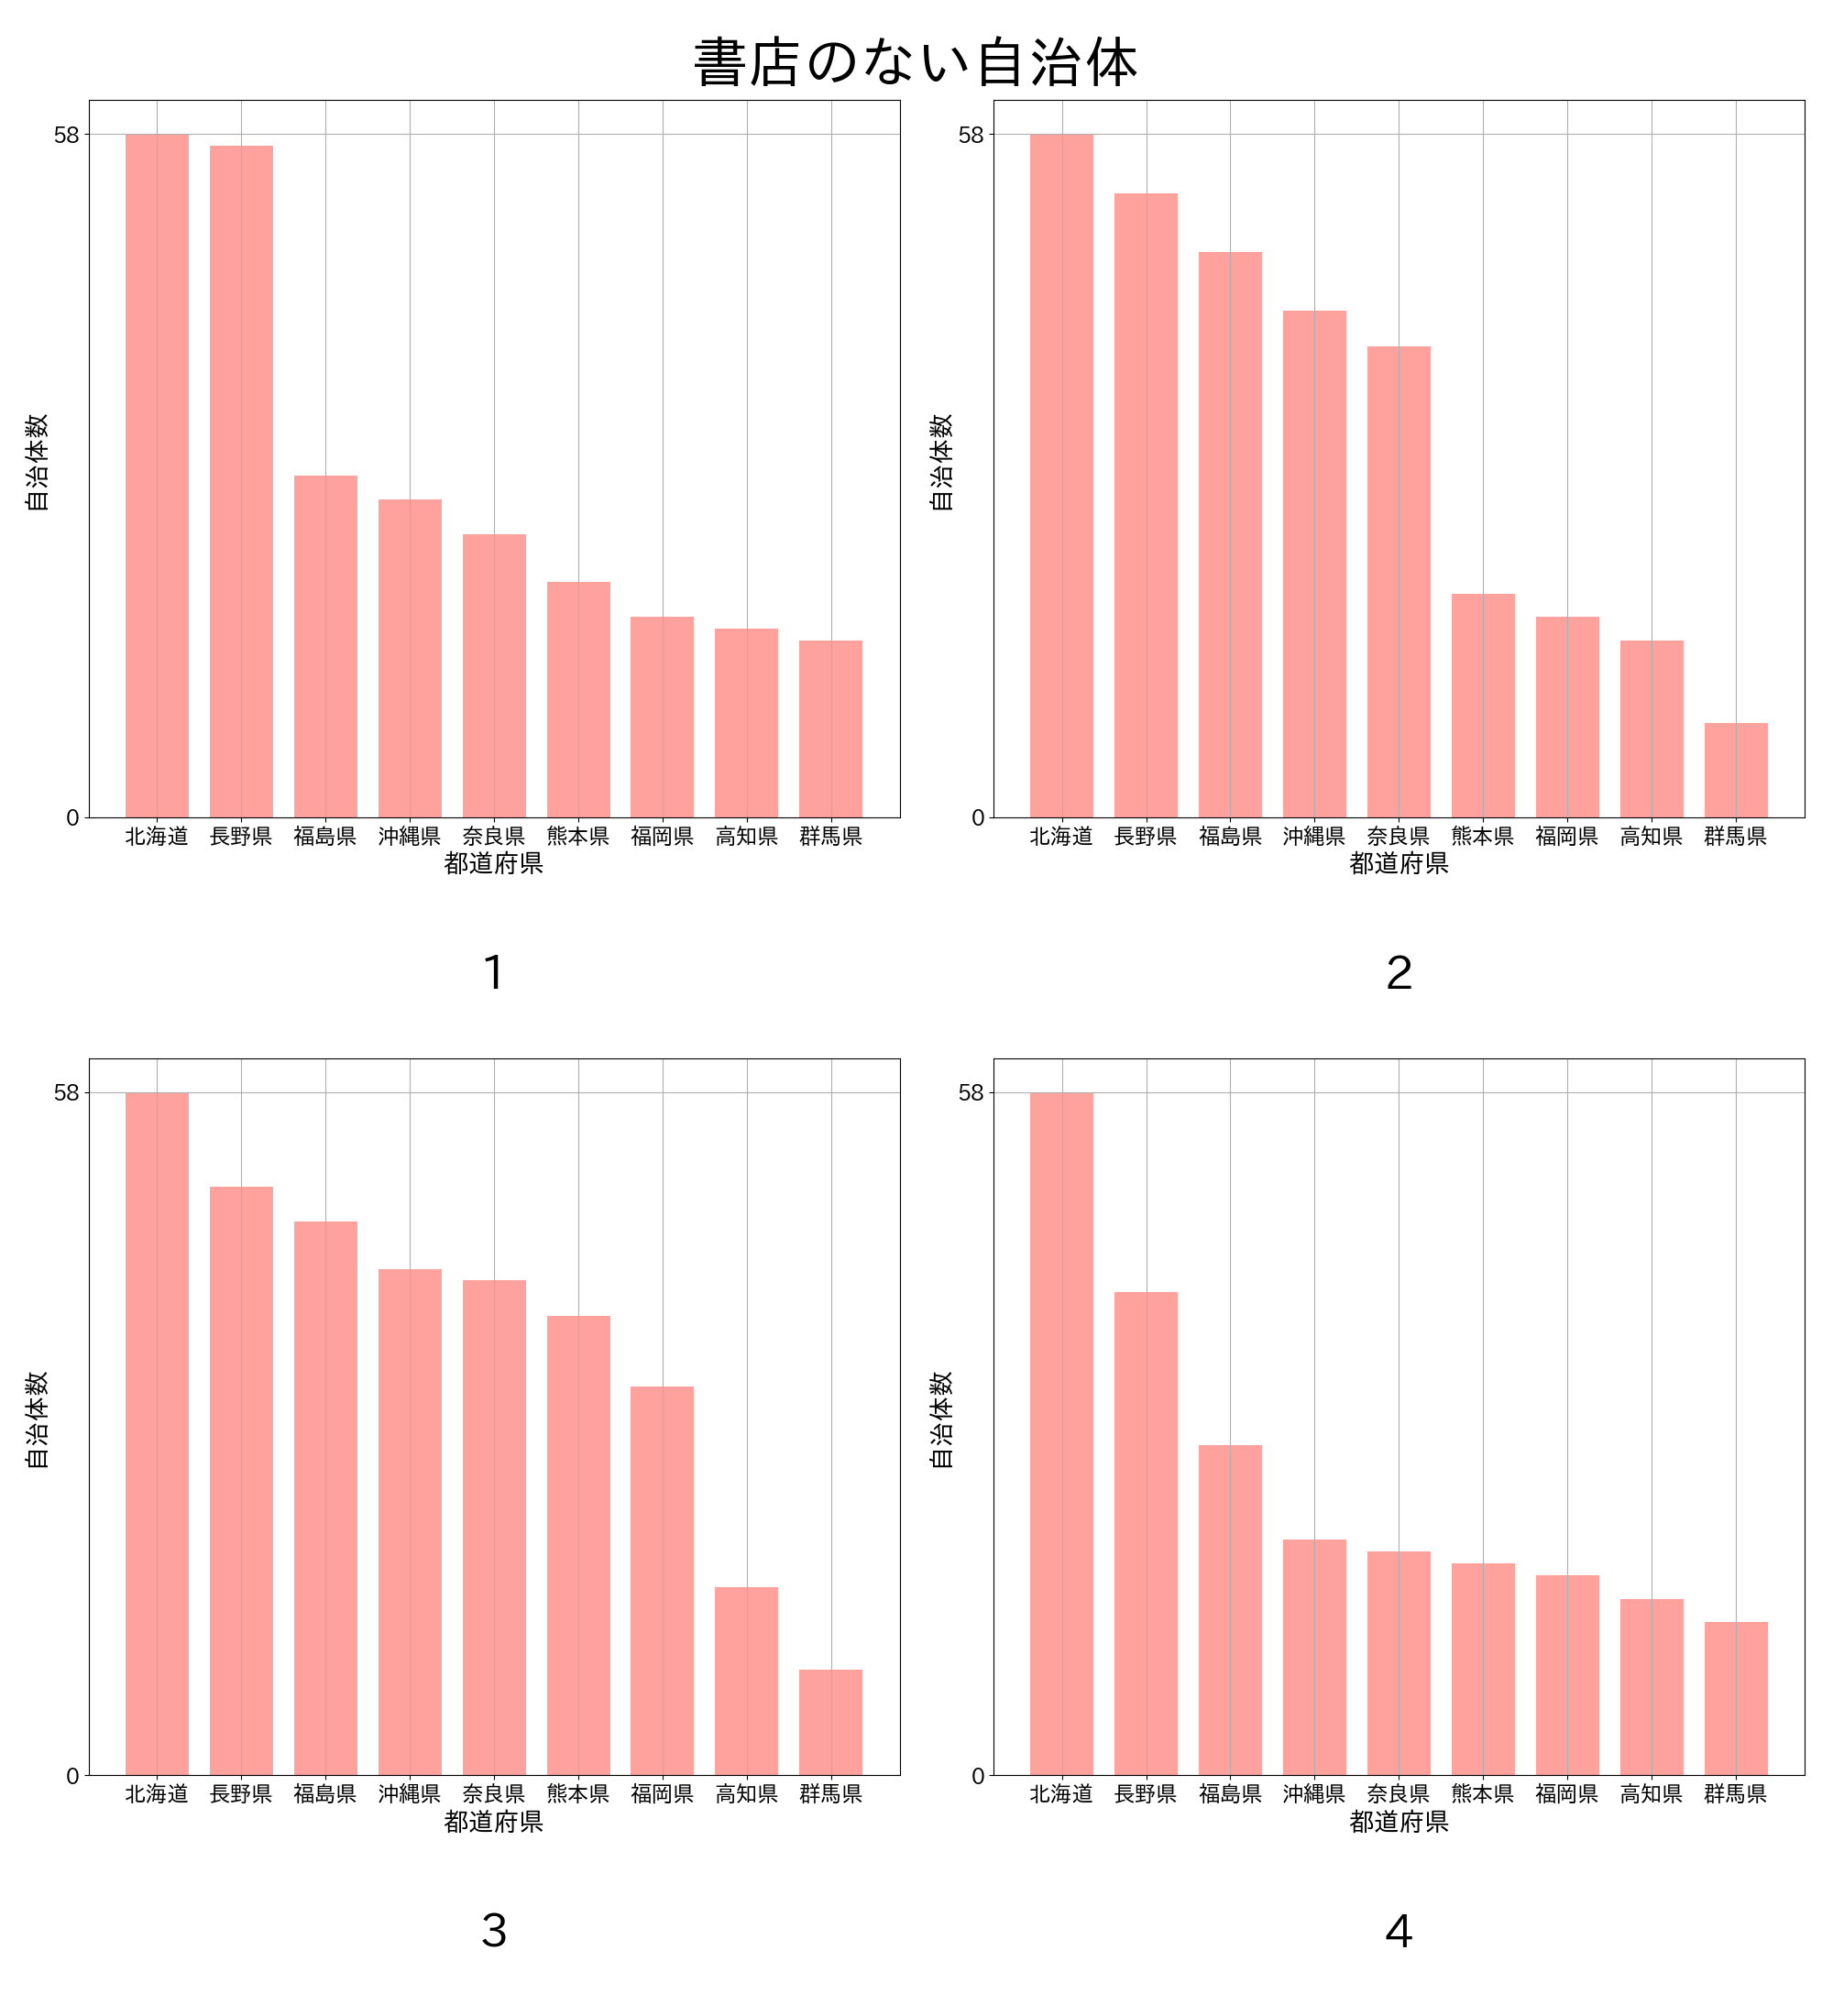 書店のない自治体
58
0
自治体数
北海道 長野県 福島県 沖縄県 奈良県 熊本県 福岡県 高知県 群馬県
都道府県
1
58
0
自治体数
北海道 長野県 福島県 沖縄県 奈良県 熊本県 福岡県 高知県 群馬県
都道府県
2
58
0
自治体数
北海道 長野県 福島県 沖縄県 奈良県 熊本県 福岡県 高知県 群馬県
都道府県
3
58
0
自治体数
北海道 長野県 福島県 沖縄県 奈良県 熊本県 福岡県 高知県 群馬県
都道府県
4